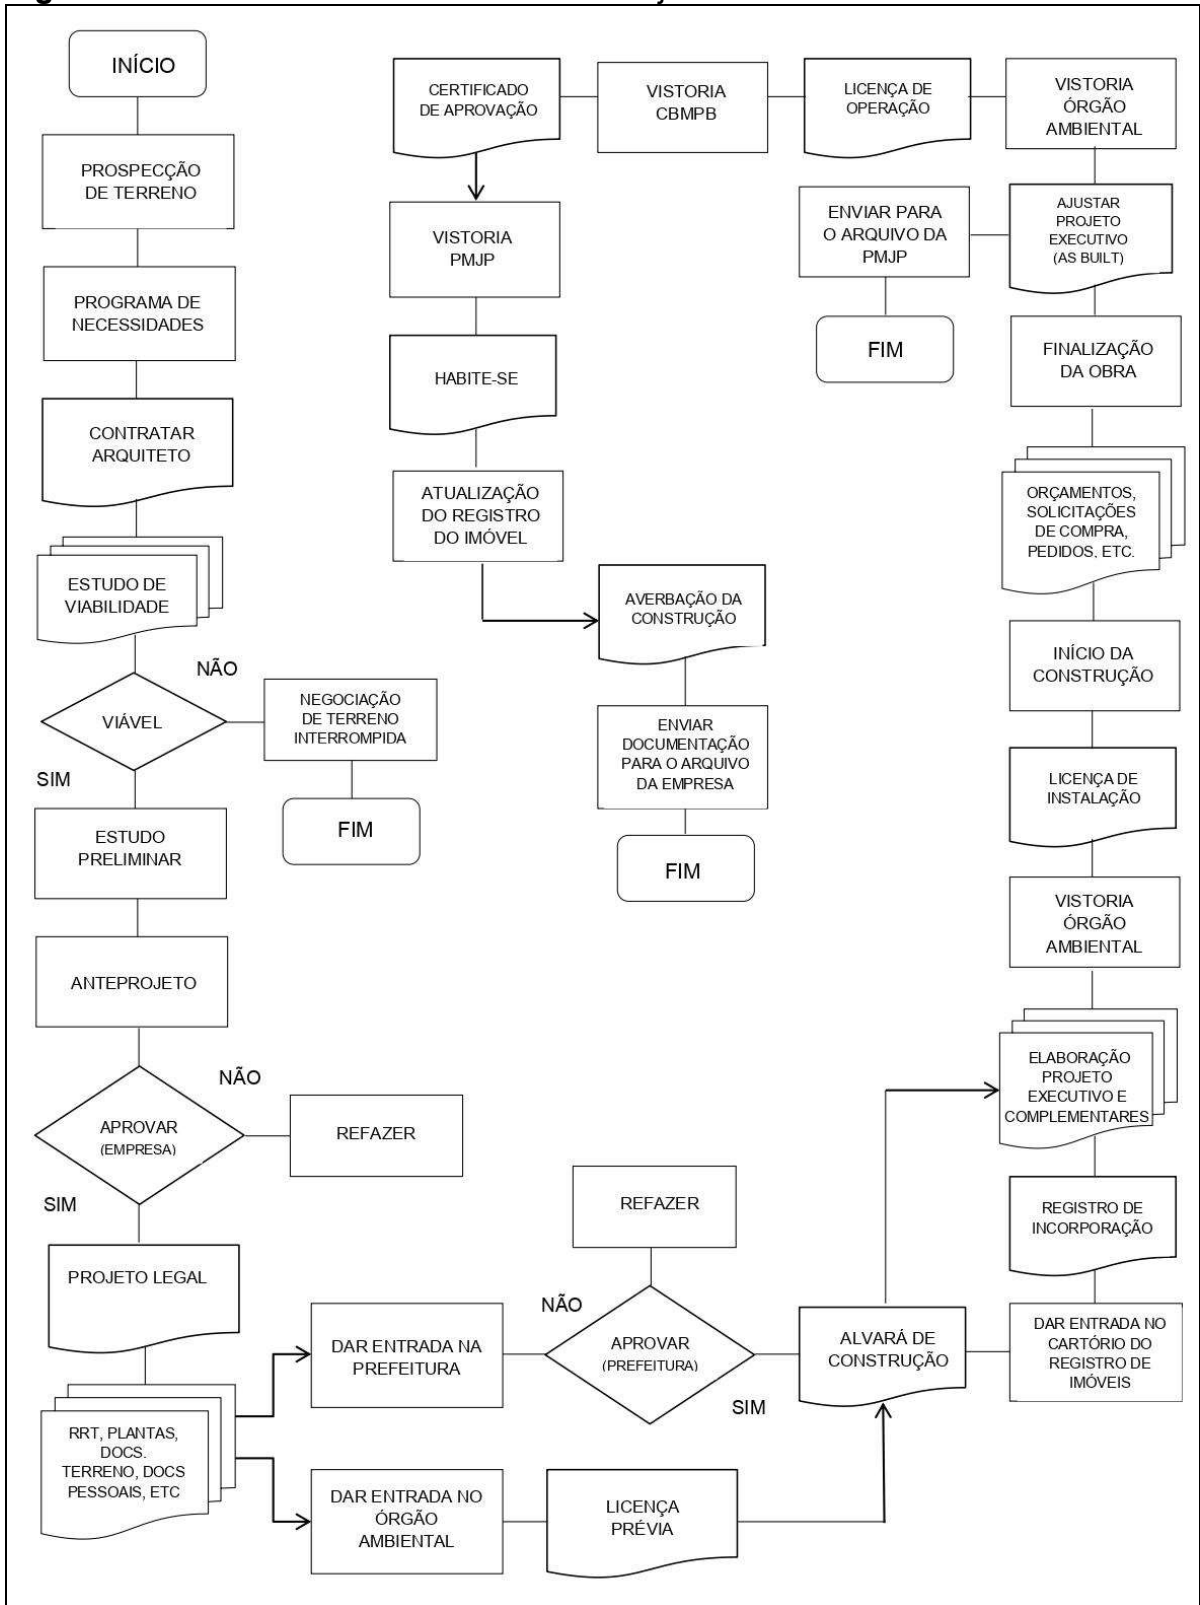 INÍCIO
PROSPECÇÃO
DE TERRENO
PROGRAMA DE
NECESSIDADES
CONTRATAR
ARQUITETO
ESTUDO DE
VIABILIDADE
VIÁVEL
NÃO
NEGOCIAÇÃO
DE TERRENO
INTERROMPIDA
FIM
SIM
ESTUDO
PRELIMINAR
ANTEPROJETO
APROVAR
(EMPRESA)
NÃO
REFAZER
SIM
PROJETO LEGAL
RRT, PLANTAS,
DOCS.
TERRENO, DOCS
PESSOAIS, ETC
DAR ENTRADA NA
PREFEITURA
DAR ENTRADA NO
ÓRGÃO
AMBIENTAL
LICENÇA
PRÉVIA
APROVAR
(PREFEITURA)
NÃO
REFAZER
SIM
ALVARÁ DE
CONSTRUÇÃO
DAR ENTRADA NO
CARTÓRIO DO
REGISTRO DE
IMÓVEIS
REGISTRO DE
INCORPORAÇÃO
ELABORAÇÃO
PROJETO
EXECUTIVO E
COMPLEMENTARES
VISTORIA
ÓRGÃO
AMBIENTAL
LICENÇA DE
INSTALAÇÃO
INÍCIO DA
CONSTRUÇÃO
ORÇAMENTOS,
SOLICITAÇÕES
DE COMPRA,
PEDIDOS, ETC.
FINALIZAÇÃO
DA OBRA
AJUSTAR
PROJETO
EXECUTIVO
(AS BUILT)
ENVIAR PARA
O ARQUIVO DA
PMJP
FIM
VISTORIA
ÓRGÃO
AMBIENTAL
LICENÇA DE
OPERAÇÃO
VISTORIA
CBMPB
CERTIFICADO
DE APROVAÇÃO
VISTORIA
PMJP
HABITE-SE
ATUALIZAÇÃO
DO REGISTRO
DO IMÓVEL
AVERBAÇÃO DA
CONSTRUÇÃO
ENVIAR
DOCUMENTAÇÃO
PARA O ARQUIVO
DA EMPRESA
FIM